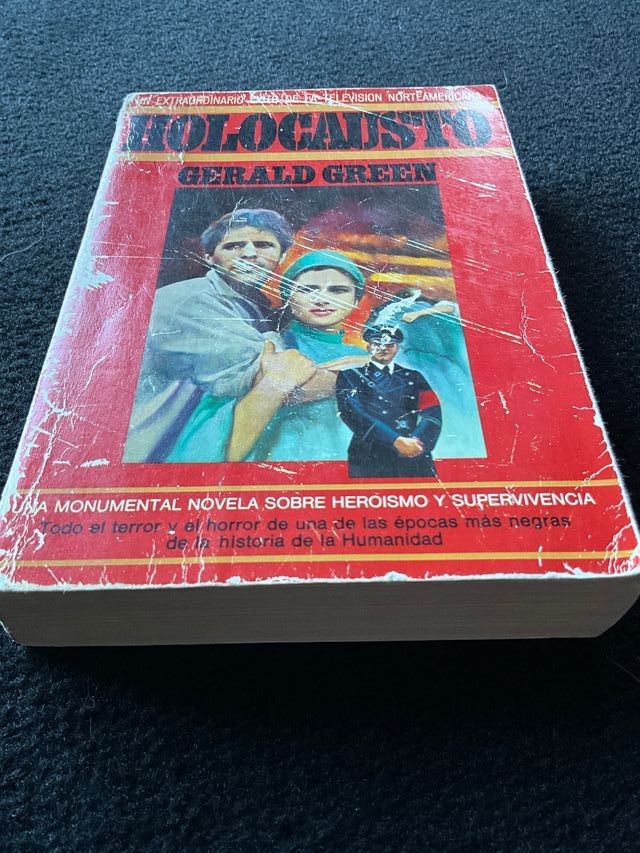 UN EXTRAORDINARIO EXITO DE LA TELEVISION NORTEAMERICANA
HOLOCAUSTO
GERALD GREEN
UNA MONUMENTAL NOVELA SOBRE HEROISMO Y SUPERVIVENCIA
Todo el terror y el horror de una de las épocas más negras
de la historia de la Humanidad